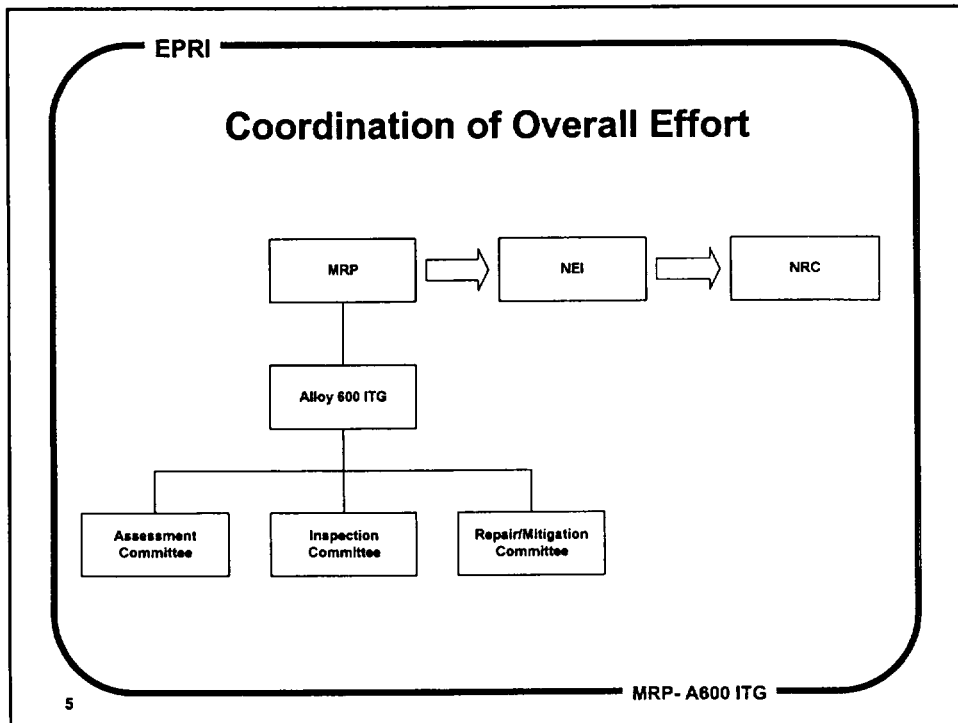 EPRI
Coordination of Overall Effort
MRP
NEI
NRC
Alloy 600 ITG
Assessment
Committee
Inspection
Committee
Repair/Mitigation
Committee
5
MRP- A600 ITG